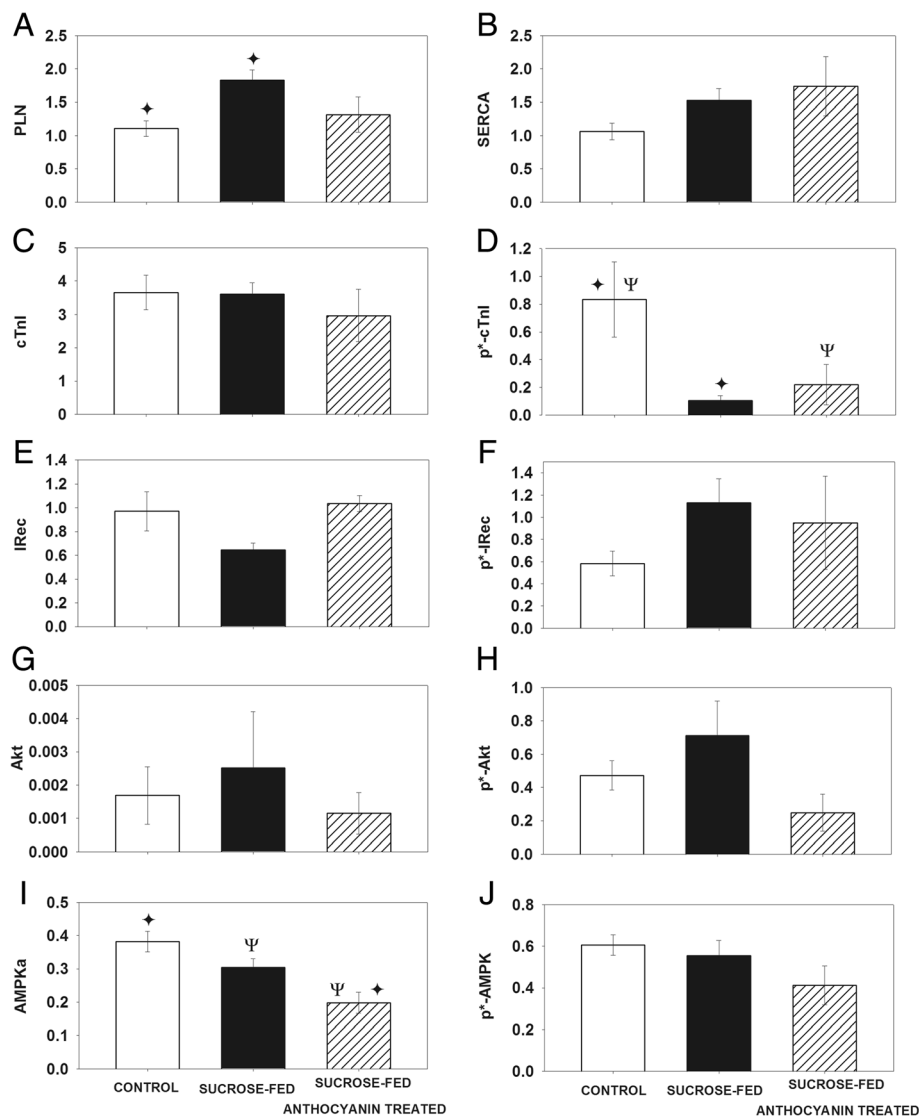 A
2.5
2.0
1.5
1.0
0.5
0.0
PLN
✦
✦
B
2.5
2.0
1.5
1.0
0.5
0.0
SERCA
C
5
4
3
2
1
0
cTnI
D
1.2
1.0
0.8
0.6
0.4
0.2
0.0
p*-cTnI
✦ Ψ
✦
Ψ
E
1.4
1.2
1.0
0.8
0.6
0.4
0.2
0.0
IRec
F
1.4
1.2
1.0
0.8
0.6
0.4
0.2
0.0
p*-IRec
G
0.005
0.004
0.003
0.002
0.001
0.000
Akt
H
1.0
0.8
0.6
0.4
0.2
0.0
p*-Akt
I
0.5
0.4
0.3
0.2
0.1
0.0
AMPKa
✦
Ψ
Ψ ✦
CONTROL
SUCROSE-FED
SUCROSE-FED
ANTHOCYANIN TREATED
J
0.8
0.6
0.4
0.2
0.0
p*-AMPK
CONTROL
SUCROSE-FED
SUCROSE-FED
ANTHOCYANIN TREATED